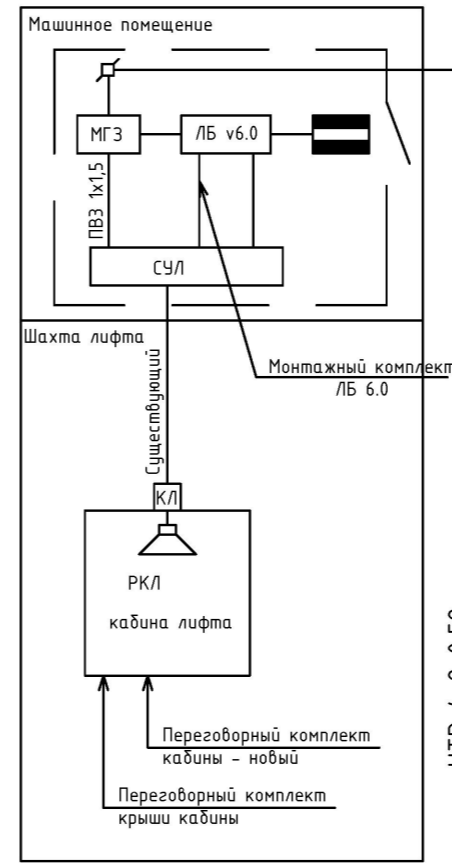 Машинное помещение
МГЗ
ЛБ v6.0
ПВЗ 1х1,5
СУЛ
Шахта лифта
Монтажный комплект
ЛБ 6.0
Существующий
КЛ
РКЛ
кабина лифта
Переговорный комплект
кабины - новый
Переговорный комплект
крыши кабины